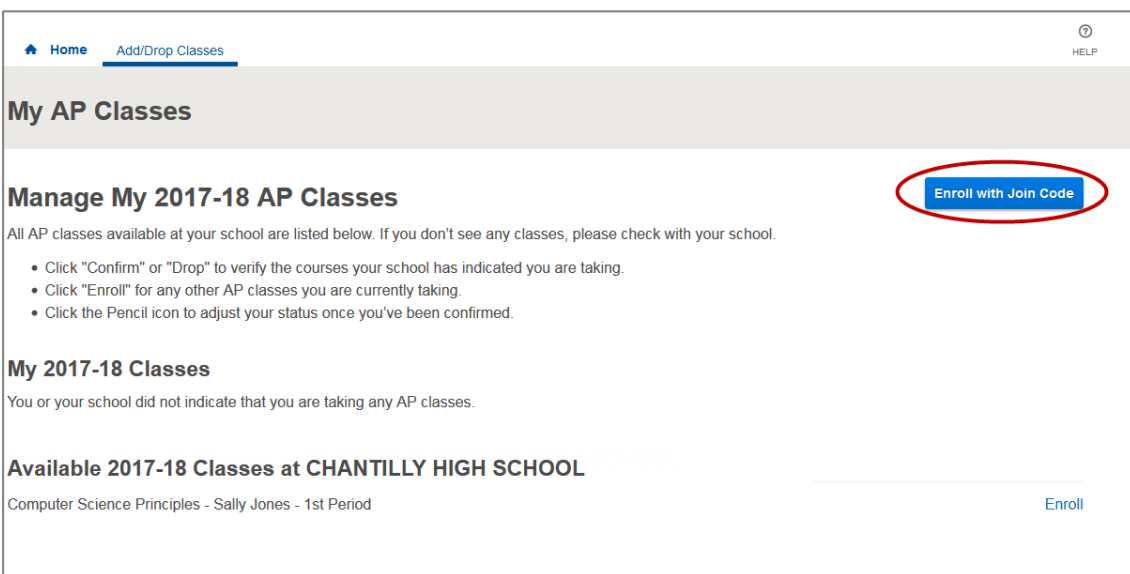 Home Add/Drop Classes
HELP
My AP Classes
Manage My 2017-18 AP Classes
Enroll with Join Code
All AP classes available at your school are listed below. If you don’t see any classes, please check with your school.
• Click "Confirm" or "Drop" to verify the courses your school has indicated you are taking.
• Click "Enroll" for any other AP classes you are currently taking.
• Click the Pencil icon to adjust your status once you’ve been confirmed.
My 2017-18 Classes
You or your school did not indicate that you are taking any AP classes.
Available 2017-18 Classes at CHANTILLY HIGH SCHOOL
Computer Science Principles - Sally Jones - 1st Period Enroll